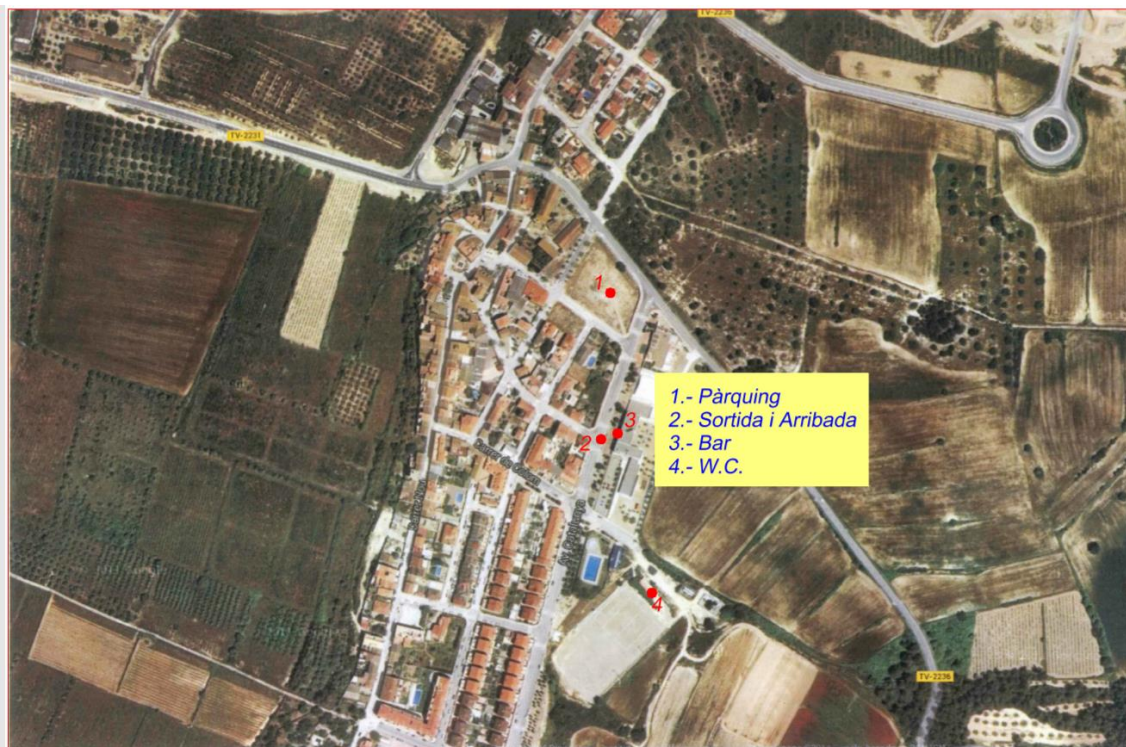 TV-2236
TV-2231
1
1.- Pàrquing
2.- Sortida i Arribada
3.- Bar
4.- W.C.
3
2
4
TV-2236